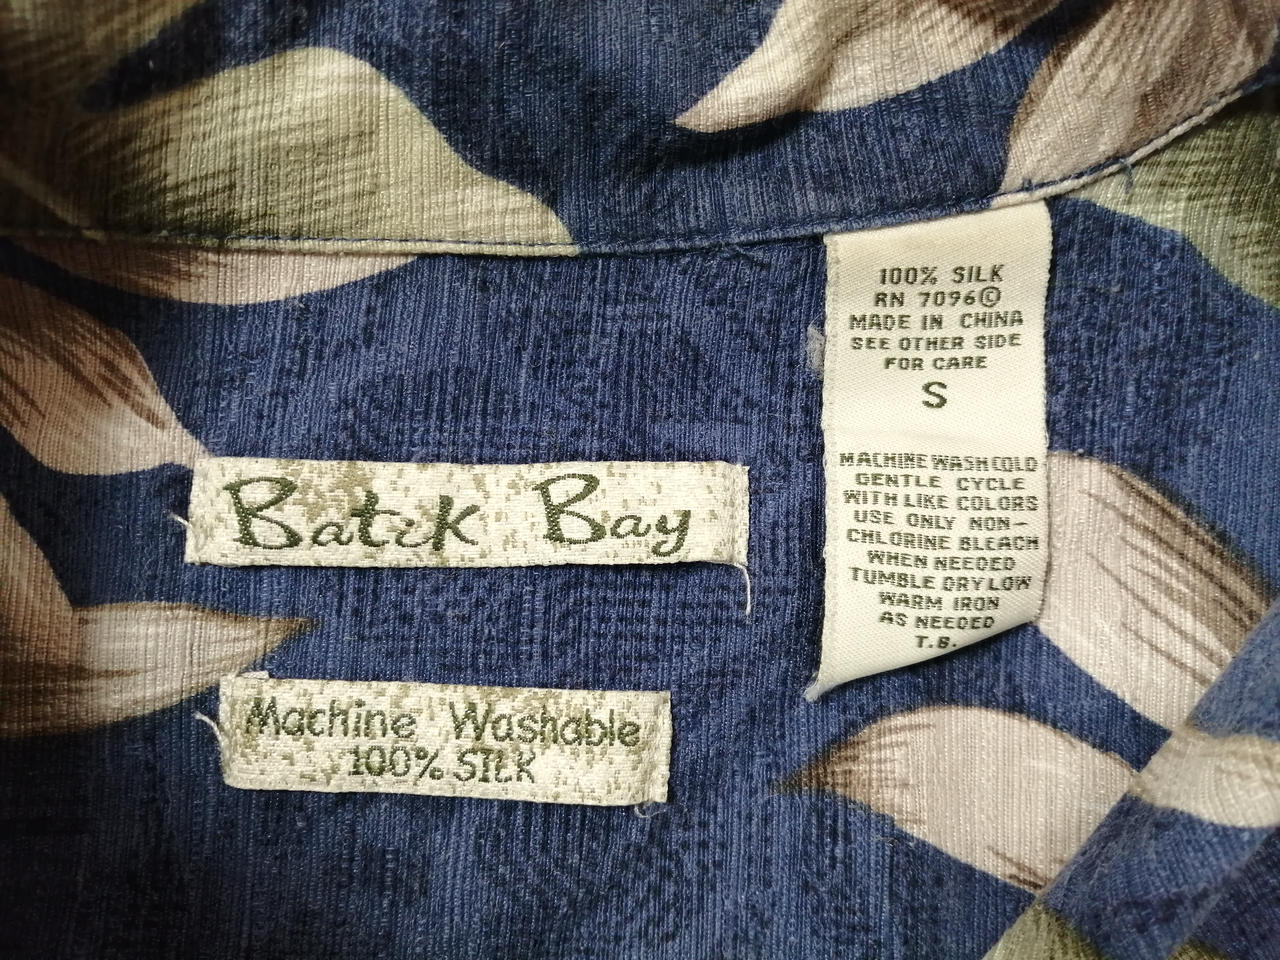 100% SILK
RN 7096©
MADE IN CHINA
SEE OTHER SIDE
FOR CARE
S
MACHINE WASH COLD
GENTLE CYCLE
WITH LIKE COLORS
USE ONLY NON-
CHLORINE BLEACH
WHEN NEEDED
TUMBLE DRY LOW
WARM IRON
AS NEEDED
T.B.
Batik Bay
Machine Washable
100% SILK